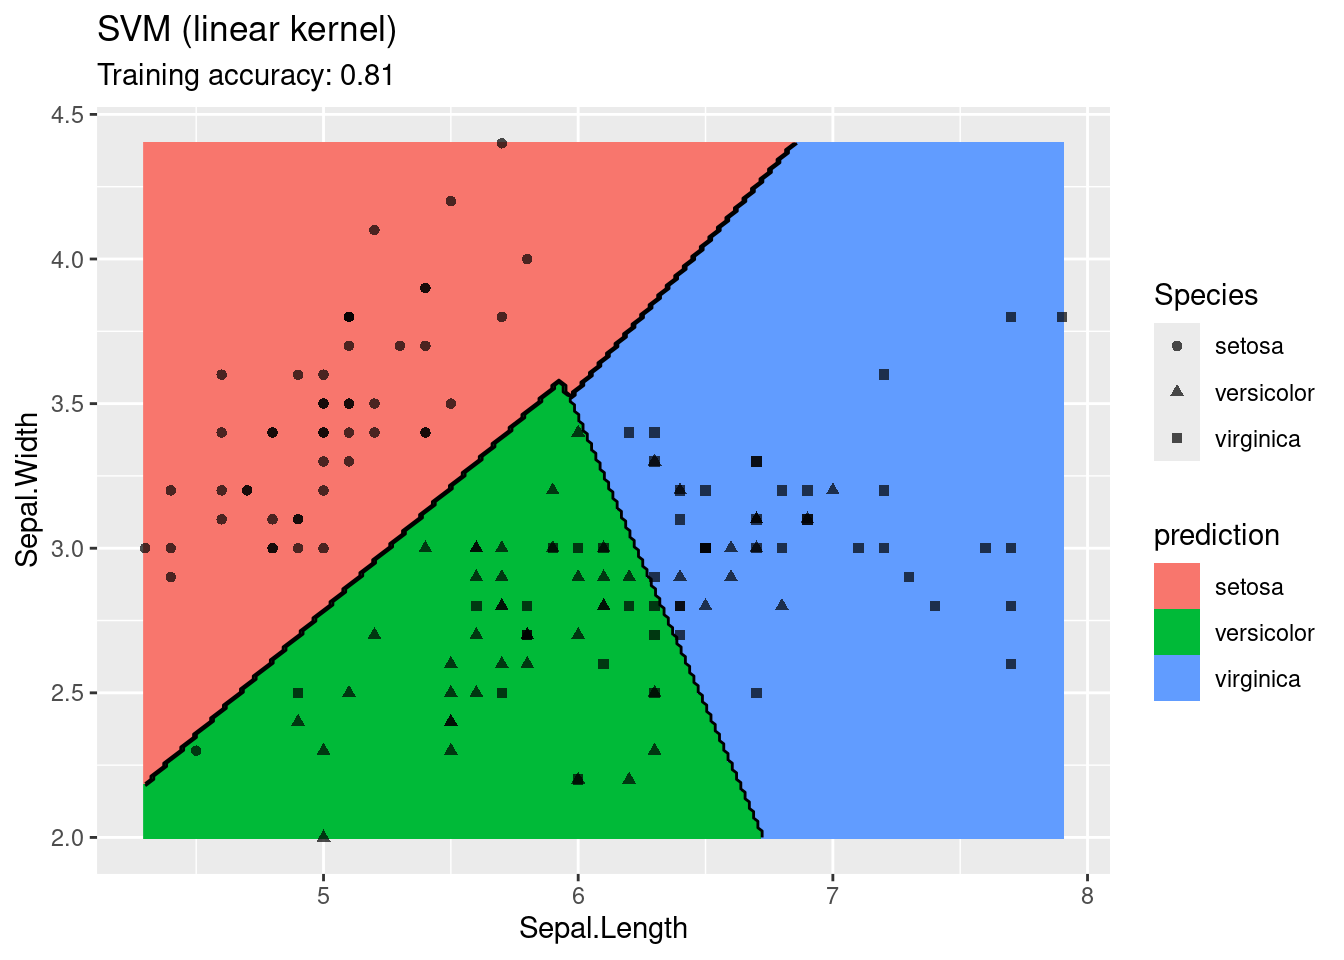 SVM (linear kernel)
Training accuracy: 0.81
4.5
4.0
3.5
3.0
2.5
2.0
Sepal.Width
5
6
7
8
Sepal.Length
Species
setosa
versicolor
virginica
prediction
setosa
versicolor
virginica